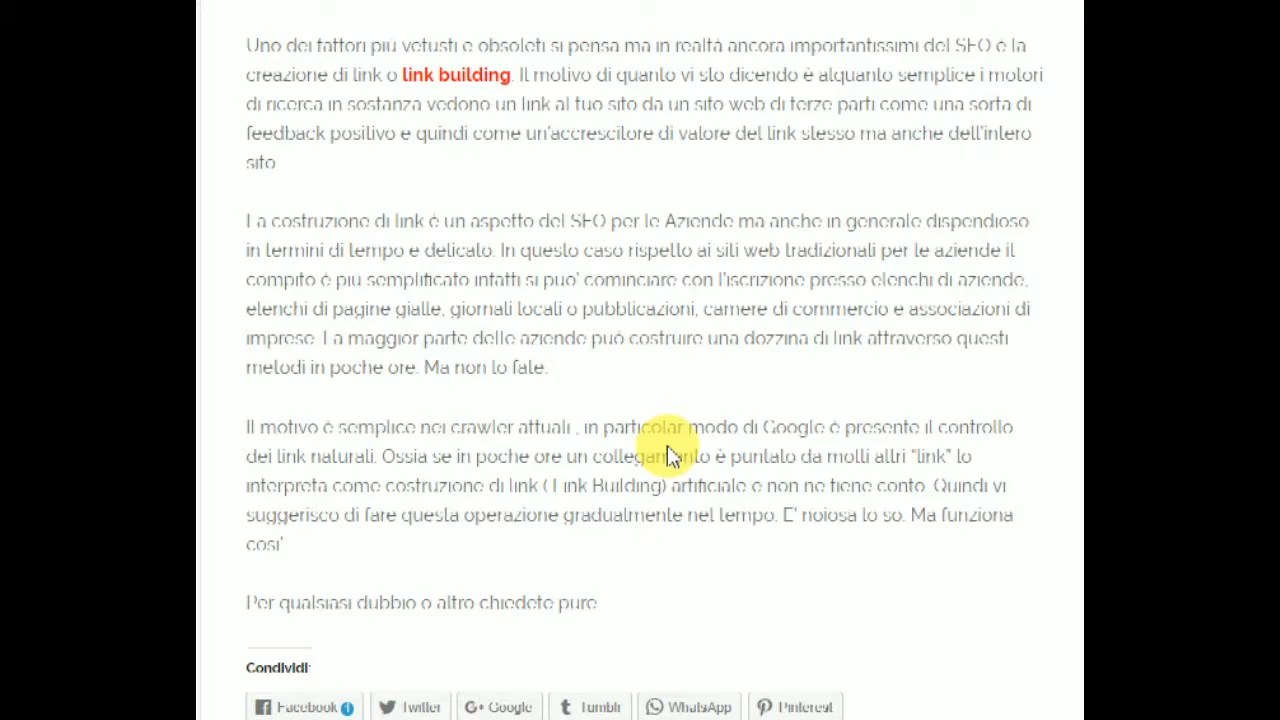 Uno dei fattori più vetusti e obsoleti si pensa ma in realtà ancora importantissimi del SEO è la
creazione di link o link building. Il motivo di quanto vi sto dicendo è alquanto semplice i motori
di ricerca in sostanza vedono un link al tuo sito da un sito web di terze parti come una sorta di
feedback positivo e quindi come un'accrescitore di valore del link stesso ma anche dell'intero
sito
La costruzione di link è un aspetto del SEO per le Aziende ma anche in generale dispendioso
in termini di tempo e delicato. In questo caso rispetto ai siti web tradizionali per le aziende il
compito è più semplificato infatti si puo' cominciare con l'iscrizione presso elenchi di aziende,
elenchi di pagine gialle, giornali locali o pubblicazioni, camere di commercio e associazioni di
imprese. La maggior parte delle aziende può costruire una dozzina di link attraverso questi
metodi in poche ore. Ma non lo fate.
Il motivo è semplice nei crawler attuali , in particolar modo di Google è presente il controllo
dei link naturali. Ossia se in poche ore un collegamento è puntato da molti altri "link" lo
interpreta come costruzione di link ( Link Building) artificiale e non ne tiene conto. Quindi vi
suggerisco di fare questa operazione gradualmente nel tempo. E' noiosa lo so. Ma funziona
cosi'
Per qualsiasi dubbio o altro chiedete pure
Condividi:
Facebook 1 Twitter G+ Google Tumblr WhatsApp Pinterest